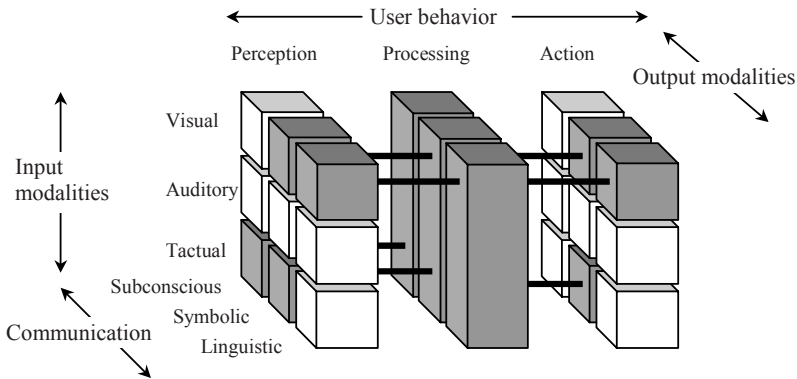 User behavior
Perception Processing Action
Output modalities
Visual
Input
modalities
Auditory
Tactual
Subconscious
Communication
Symbolic
Linguistic